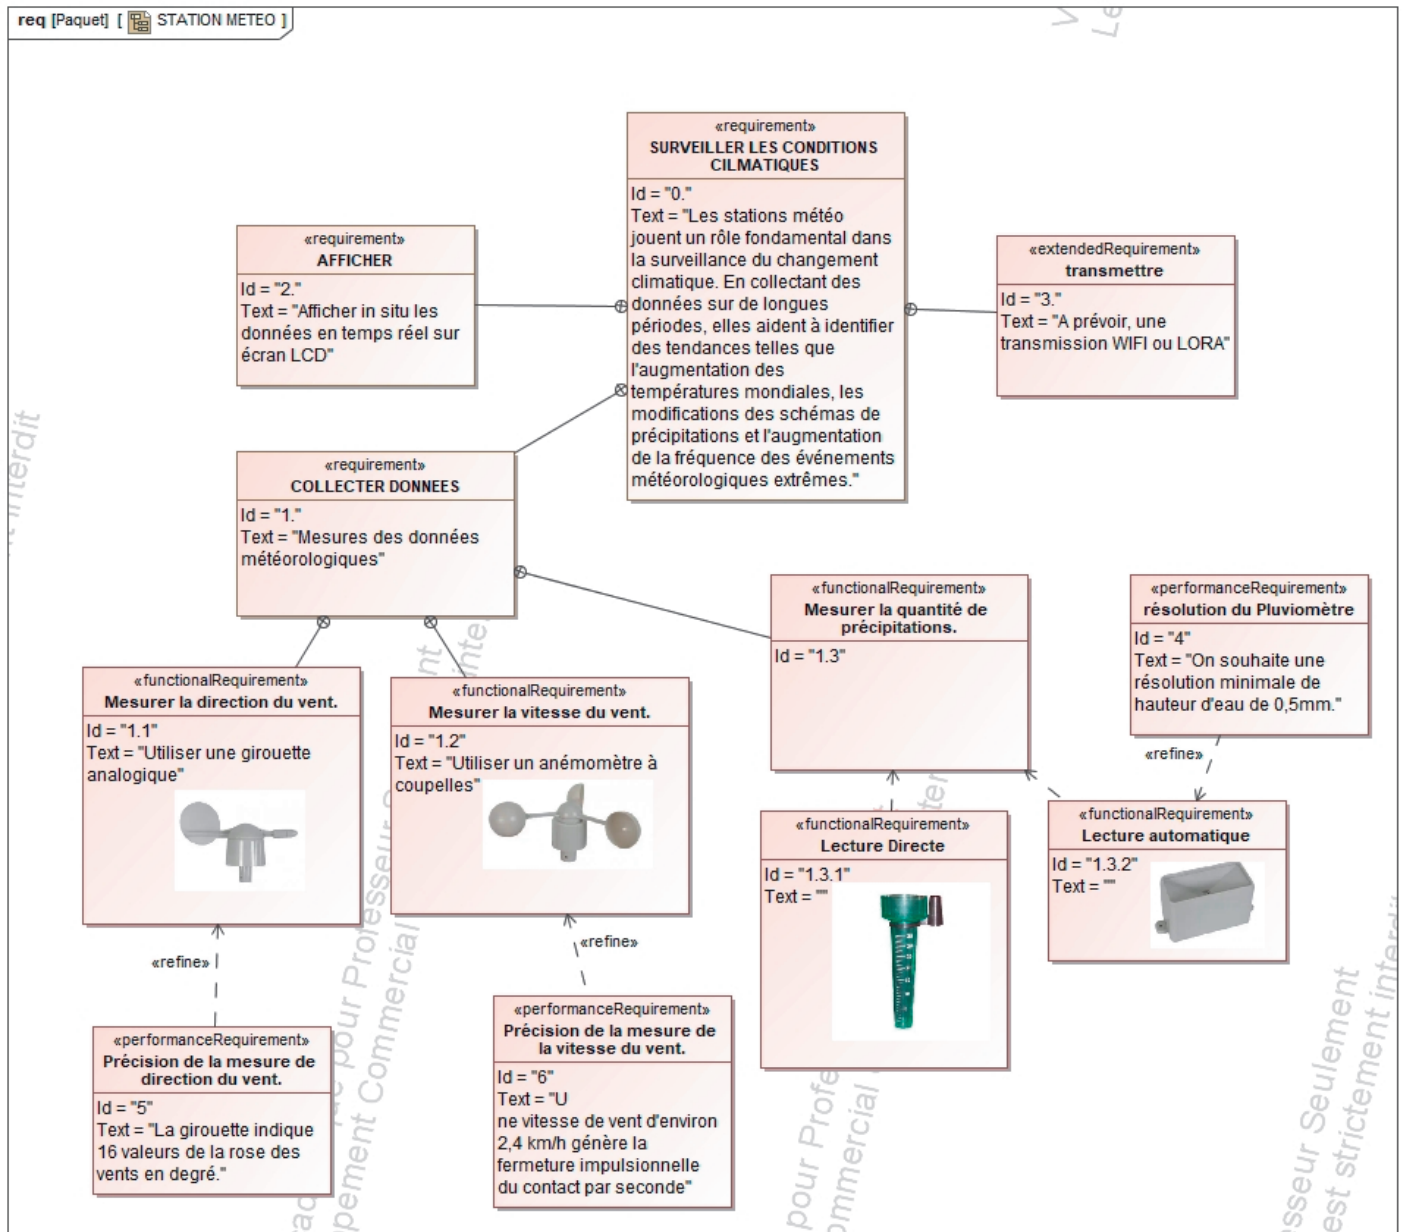 req [Paquet] [ STATION METEO ]
«requirement»
SURVEILLER LES CONDITIONS
CILMATIQUES
Id = "0."
Text = "Les stations météo
jouent un rôle fondamental dans
la surveillance du changement
climatique. En collectant des
données sur de longues
périodes, elles aident à identifier
des tendances telles que
l'augmentation des
températures mondiales, les
modifications des schémas de
précipitations et l'augmentation
de la fréquence des événements
météorologiques extrêmes."
«requirement»
AFFICHER
Id = "2."
Text = "Afficher in situ les
données en temps réel sur
écran LCD"
«extendedRequirement»
transmettre
Id = "3."
Text = "A prévoir, une
transmission WIFI ou LORA"
«requirement»
COLLECTER DONNEES
Id = "1."
Text = "Mesures des données
météorologiques"
«functionalRequirement»
Mesurer la quantité de
précipitations.
Id = "1.3"
«performanceRequirement»
résolution du Pluviomètre
Id = "4"
Text = "On souhaite une
résolution minimale de
hauteur d'eau de 0,5mm."
«refine»
«functionalRequirement»
Mesurer la direction du vent.
Id = "1.1"
Text = "Utiliser une girouette
analogique"
«functionalRequirement»
Mesurer la vitesse du vent.
Id = "1.2"
Text = "Utiliser un anémomètre à
coupelles"
«functionalRequirement»
Lecture Directe
Id = "1.3.1"
Text = ""
«functionalRequirement»
Lecture automatique
Id = "1.3.2"
Text = ""
«refine»
«refine»
«performanceRequirement»
Précision de la mesure de
direction du vent.
Id = "5"
Text = "La girouette indique
16 valeurs de la rose des
vents en degré."
«performanceRequirement»
Précision de la mesure de
la vitesse du vent.
Id = "6"
Text = "U
ne vitesse de vent d'environ
2,4 km/h génère la
fermeture impulsionnelle
du contact par seconde"
pour Professeur
Commercial
pour
Seulement
est strictement interdit